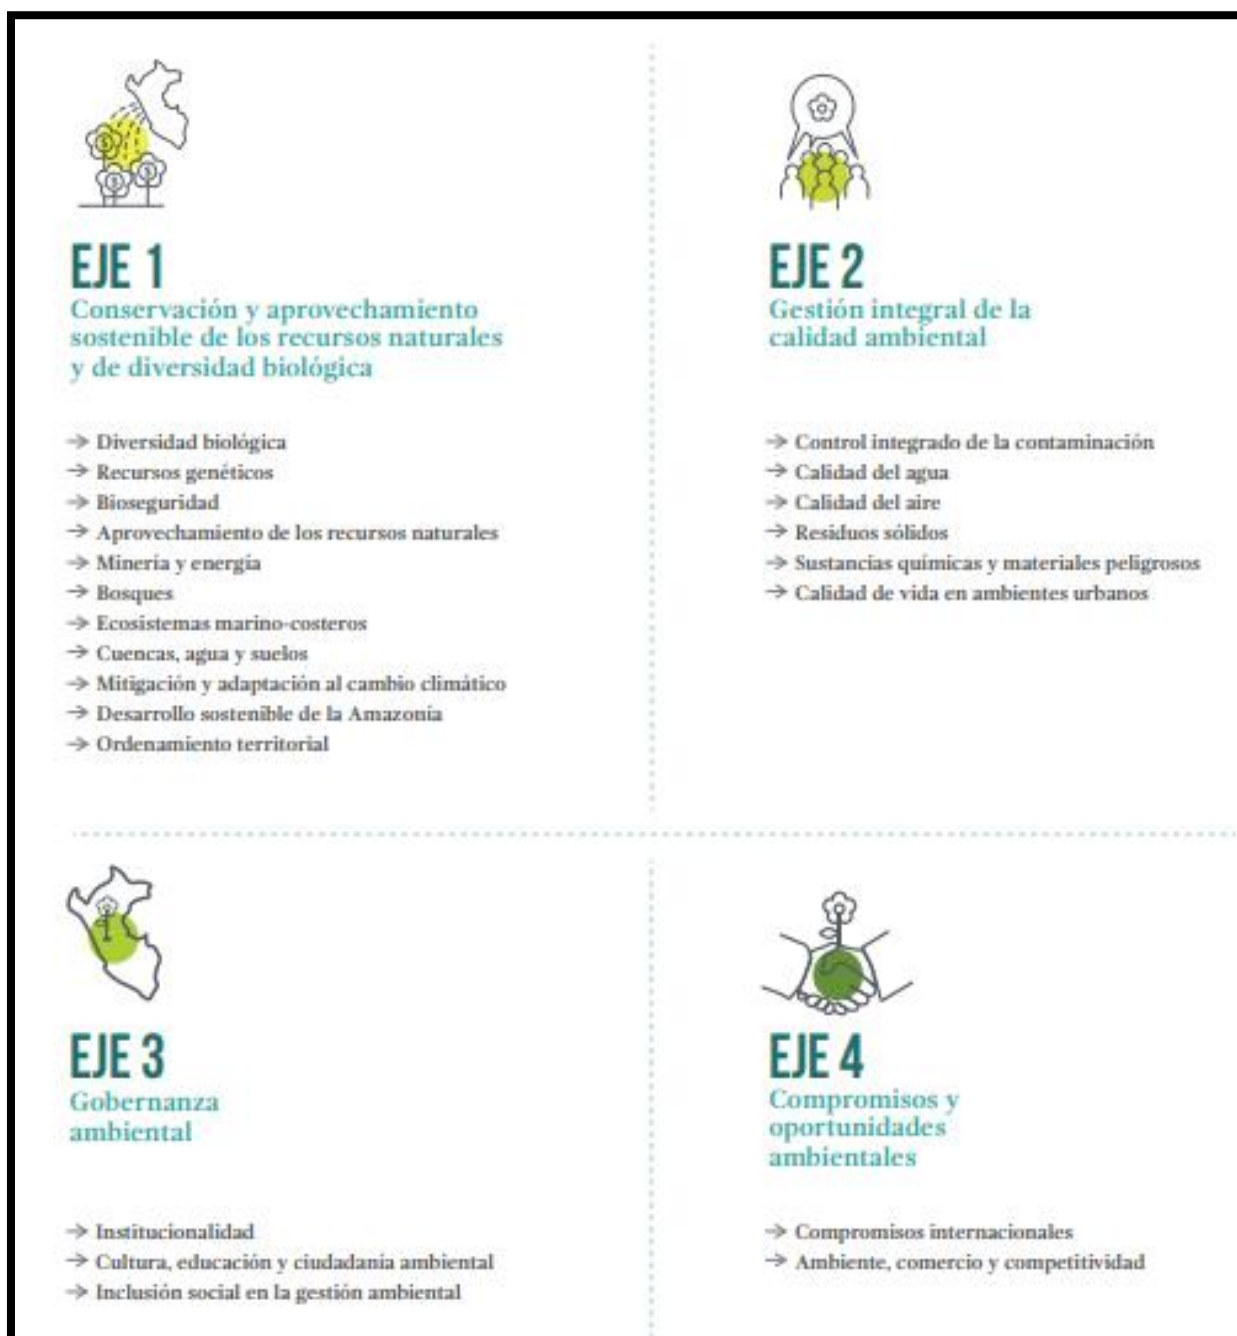 EJE 1
Conservación y aprovechamiento
sostenible de los recursos naturales
y de diversidad biológica
→ Diversidad biológica
→ Recursos genéticos
→ Bioseguridad
→ Aprovechamiento de los recursos naturales
→ Minería y energía
→ Bosques
→ Ecosistemas marino-costeros
→ Cuencas, agua y suelos
→ Mitigación y adaptación al cambio climático
→ Desarrollo sostenible de la Amazonía
→ Ordenamiento territorial
EJE 2
Gestión integral de la
calidad ambiental
→ Control integrado de la contaminación
→ Calidad del agua
→ Calidad del aire
→ Residuos sólidos
→ Sustancias químicas y materiales peligrosos
→ Calidad de vida en ambientes urbanos
EJE 3
Gobernanza
ambiental
→ Institucionalidad
→ Cultura, educación y ciudadanía ambiental
→ Inclusión social en la gestión ambiental
EJE 4
Compromisos y
oportunidades
ambientales
→ Compromisos internacionales
→ Ambiente, comercio y competitividad